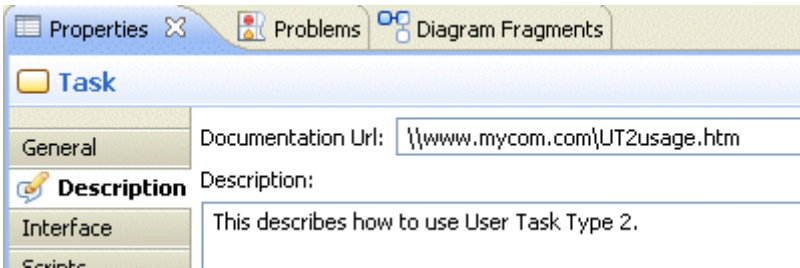 Properties Problems Diagram Fragments
Task
General
Documentation Url: \\www.mycom.com\UT2usage.htm
Description
Description:
Interface
This describes how to use User Task Type 2.
Scripts